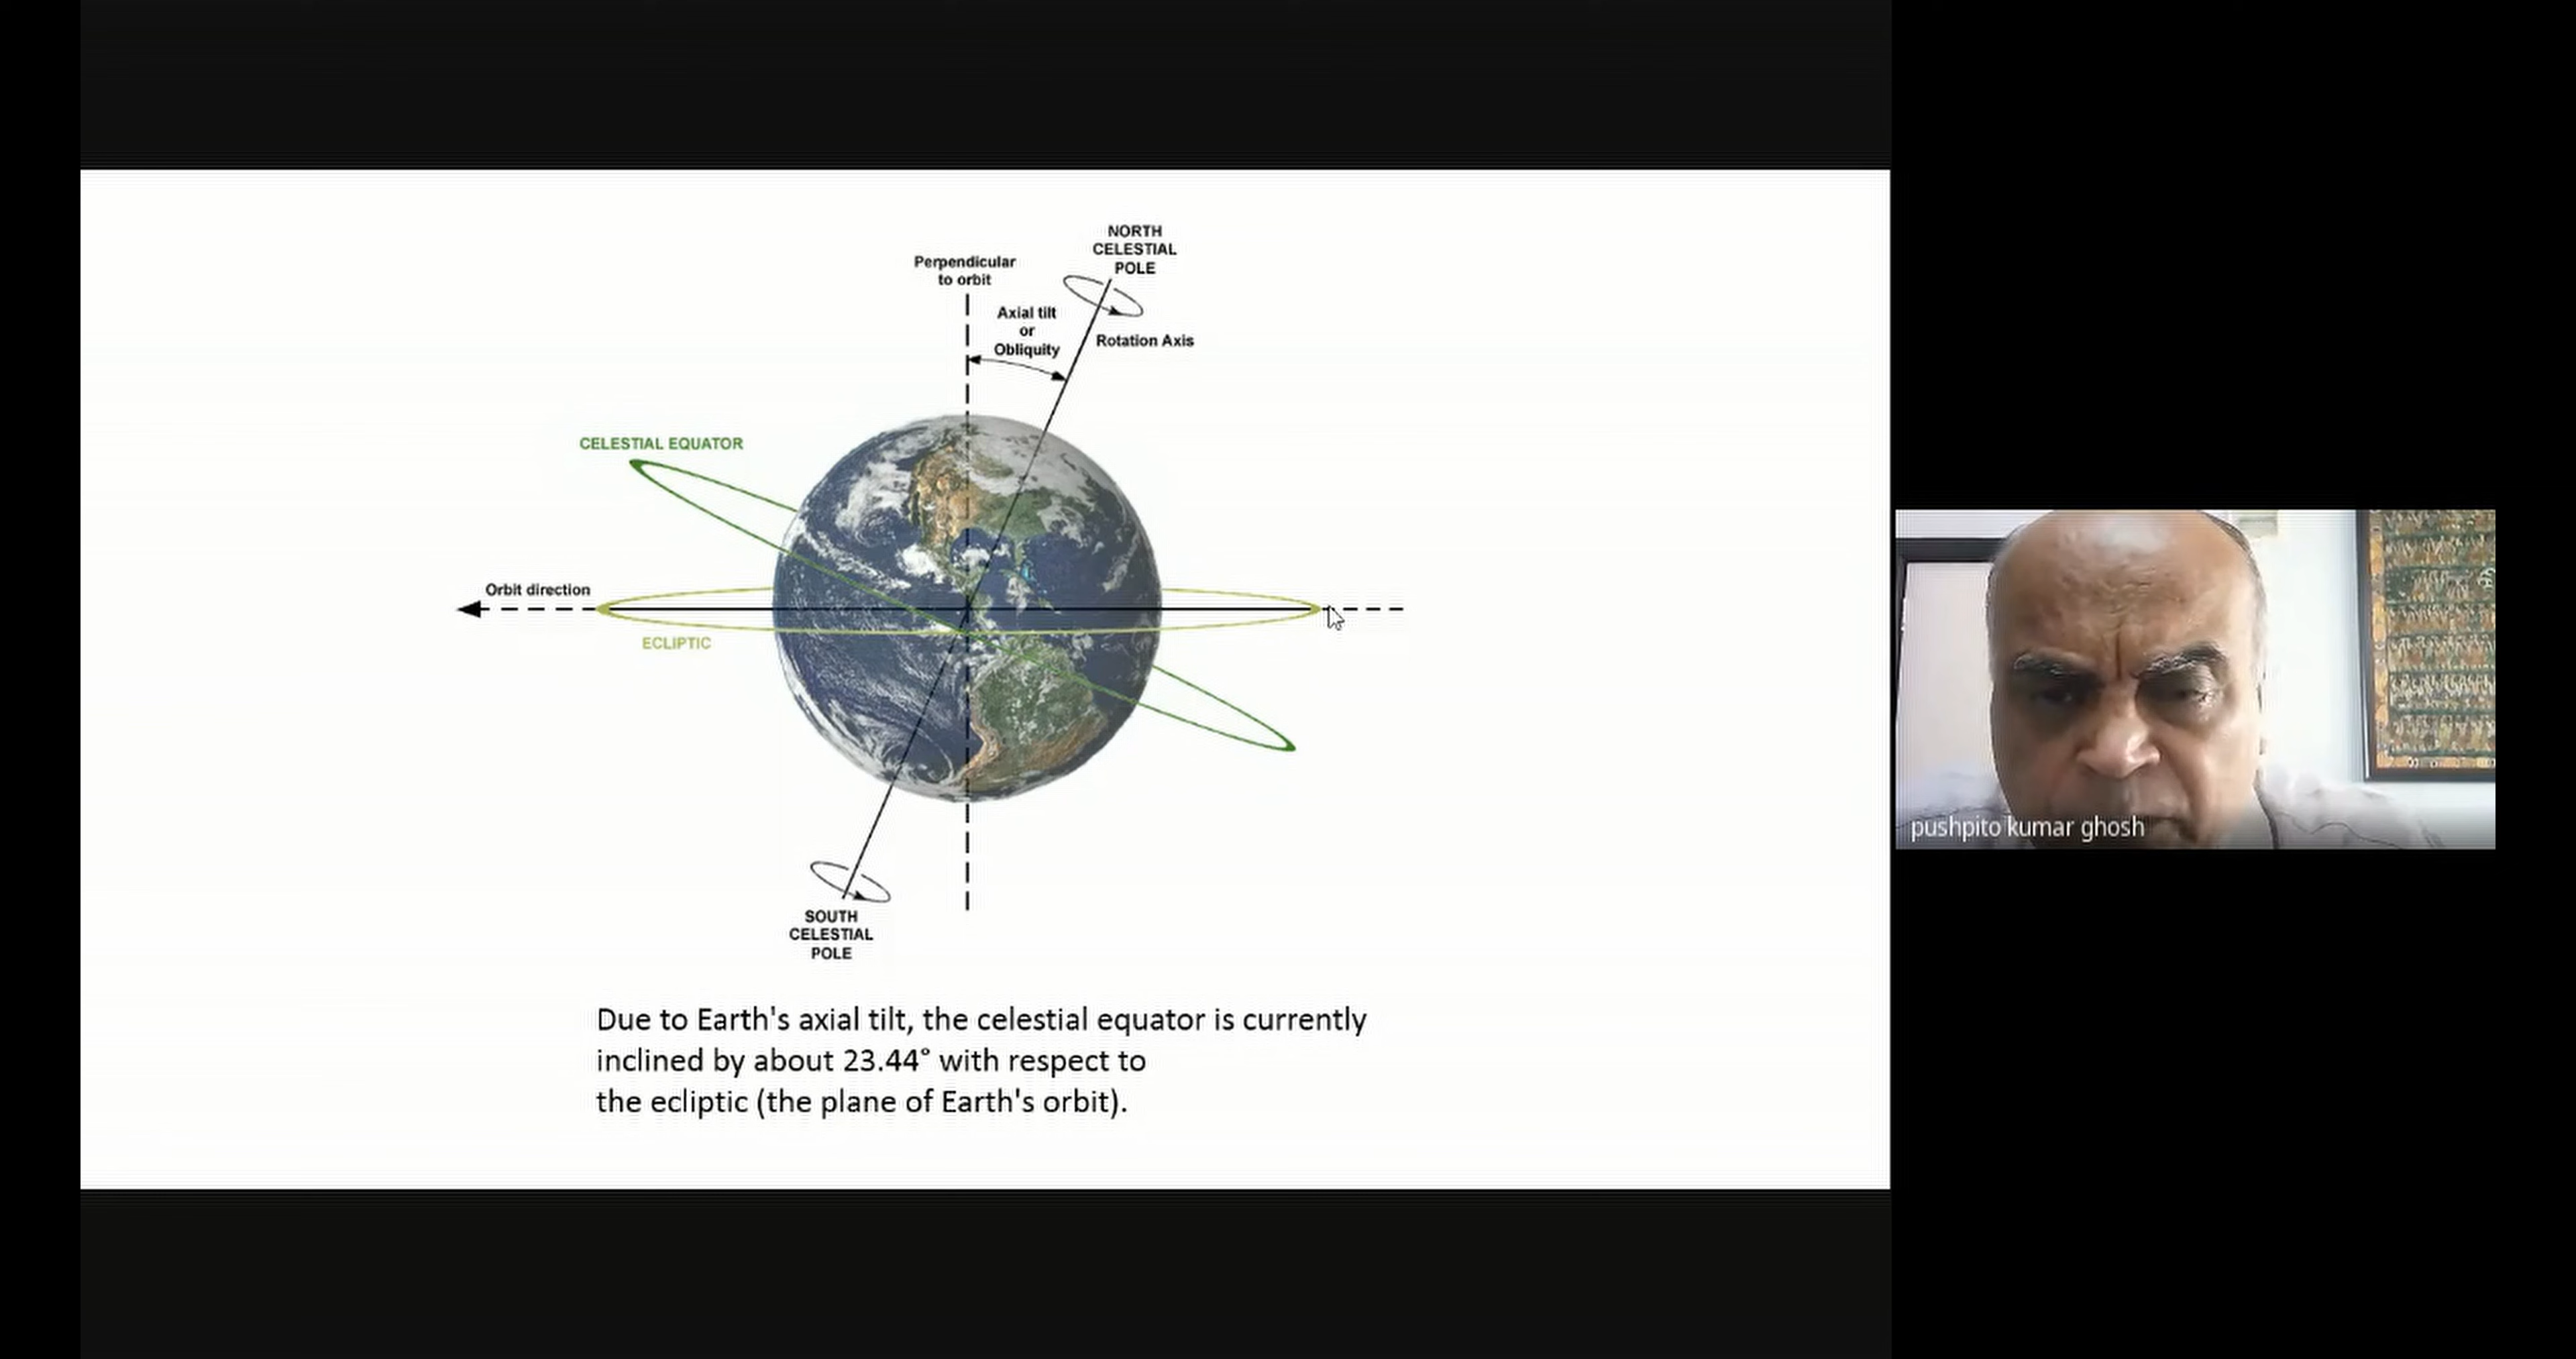 NORTH
CELESTIAL
POLE
Perpendicular
to orbit
Axial tilt
or
Obliquity
Rotation Axis
CELESTIAL EQUATOR
Orbit direction
ECLIPTIC
SOUTH
CELESTIAL
POLE
Due to Earth's axial tilt, the celestial equator is currently
inclined by about 23.44° with respect to
the ecliptic (the plane of Earth's orbit).
pushpito kumar ghosh